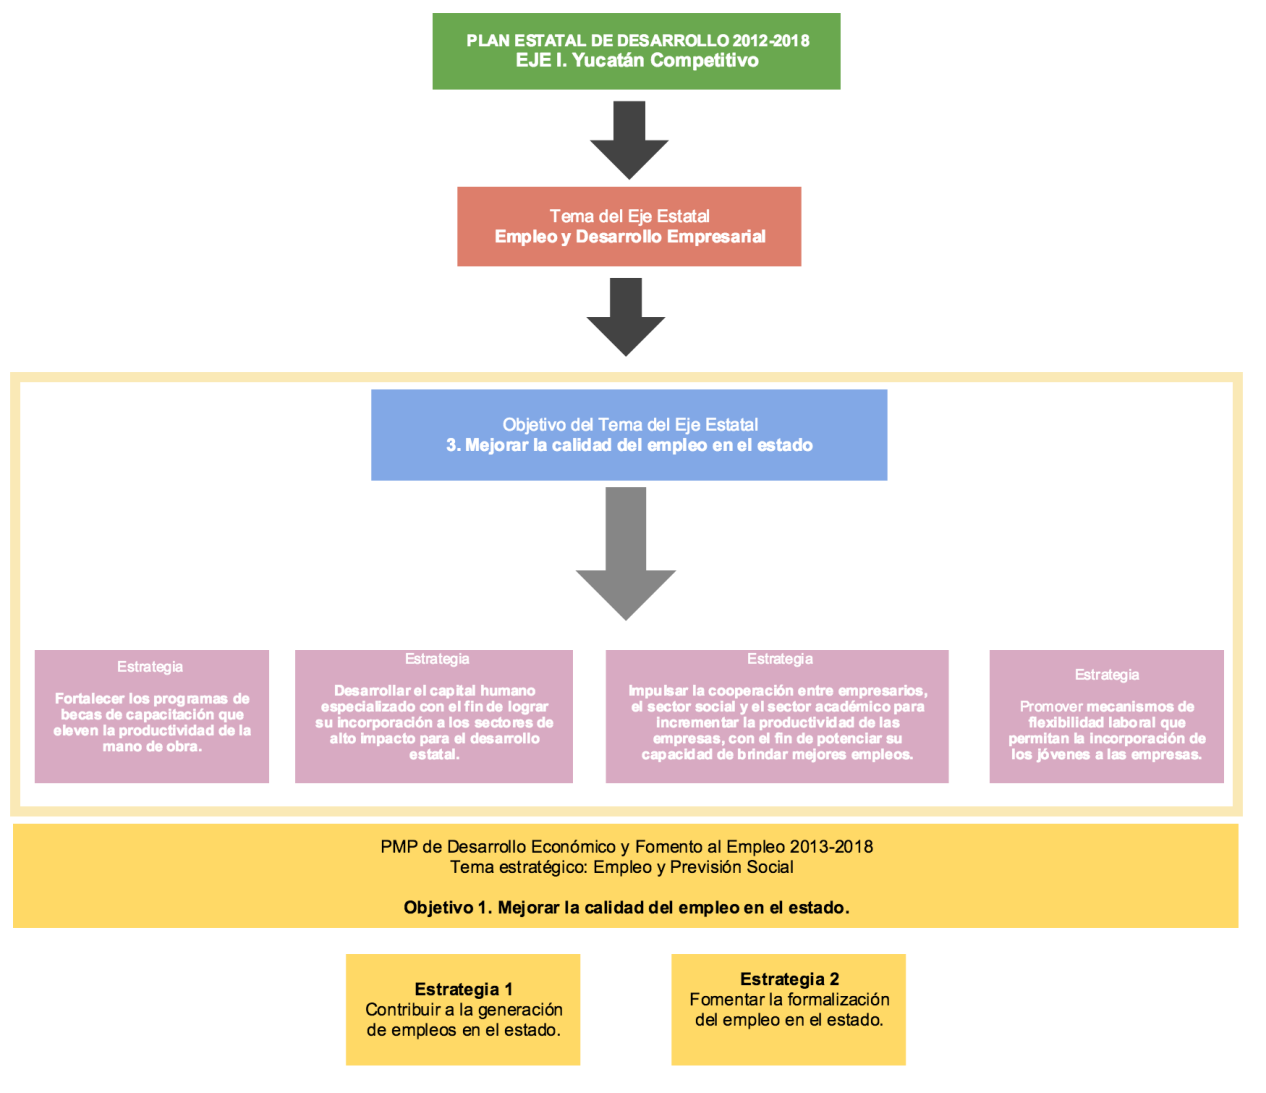 PLAN ESTATAL DE DESARROLLO 2012-2018
EJE I. Yucatán Competitivo
Tema del Eje Estatal
Empleo y Desarrollo Empresarial
Objetivo del Tema del Eje Estatal
3. Mejorar la calidad del empleo en el estado
Estrategia
Fortalecer los programas de
becas de capacitación que
eleven la productividad de la
mano de obra.
Estrategia
Desarrollar el capital humano
especializado con el fin de lograr
su incorporación a los sectores de
alto impacto para el desarrollo
estatal.
Estrategia
Impulsar la cooperación entre empresarios,
el sector social y el sector académico para
incrementar la productividad de las
empresas, con el fin de potenciar su
capacidad de brindar mejores empleos.
Estrategia
Promover mecanismos de
flexibilidad laboral que
permitan la incorporación de
los jóvenes a las empresas.
PMP de Desarrollo Económico y Fomento al Empleo 2013-2018
Tema estratégico: Empleo y Previsión Social
Objetivo 1. Mejorar la calidad del empleo en el estado.
Estrategia 1
Contribuir a la generación
de empleos en el estado.
Estrategia 2
Fomentar la formalización
del empleo en el estado.